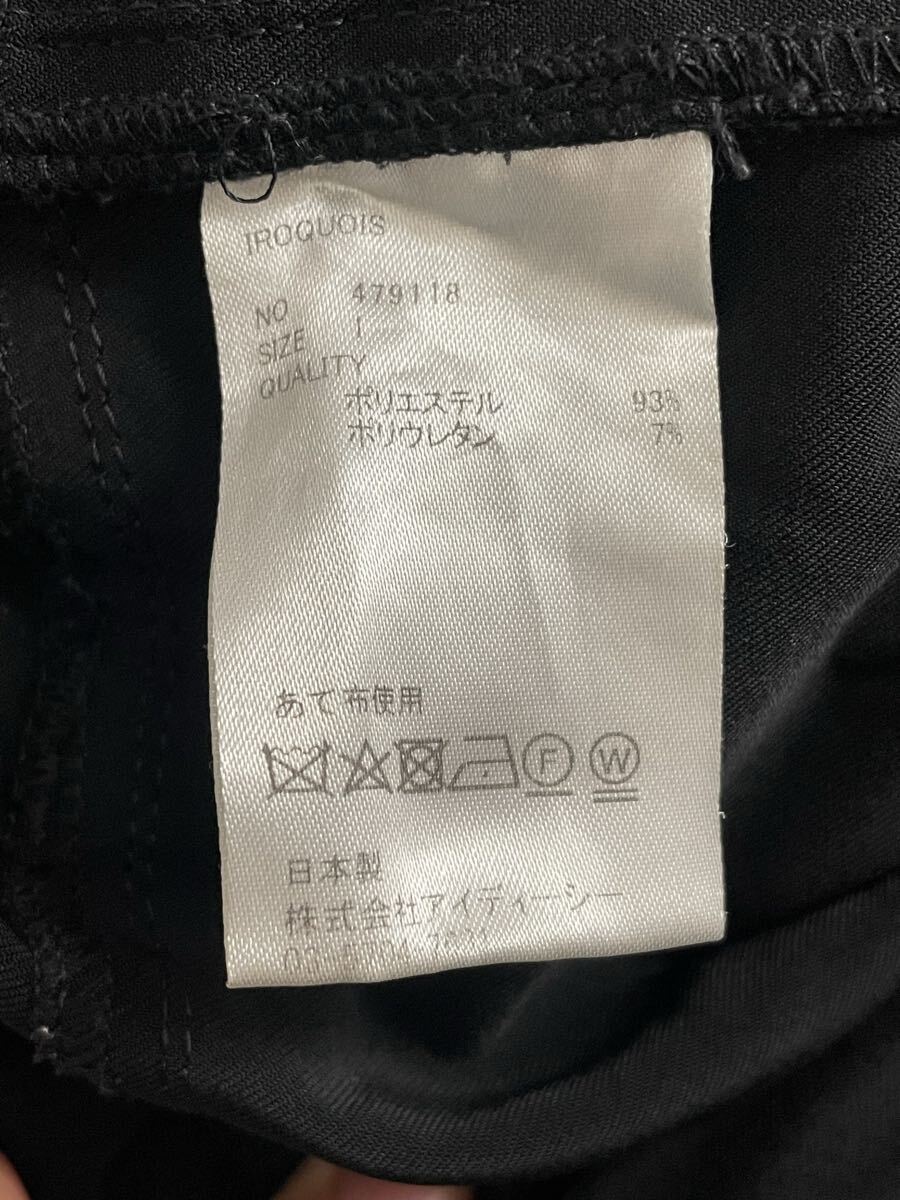 IROQUOIS
NO 479118
SIZE 1
QUALITY
ポリエステル 93%
ポリウレタン 7%
あて布使用
F W
日本製
株式会社アイディーシー